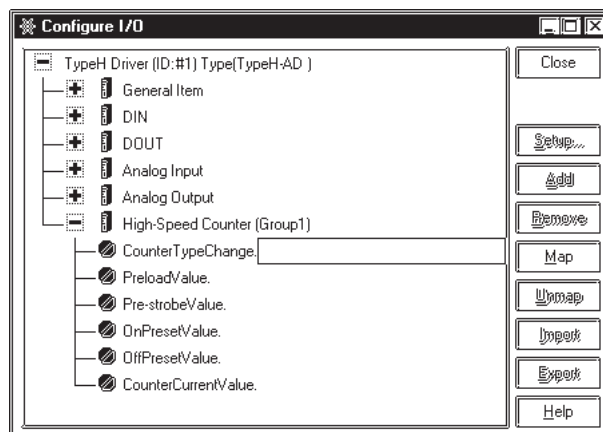 Configure I/O
TypeH Driver (ID:#1) Type(TypeH-AD )
General Item
DIN
DOUT
Analog Input
Analog Output
High-Speed Counter (Group1)
CounterTypeChange.
PreloadValue.
Pre-strobeValue.
OnPresetValue.
OffPresetValue.
CounterCurrentValue.
Close
Setup...
Add
Remove
Map
Unmap
Import
Export
Help